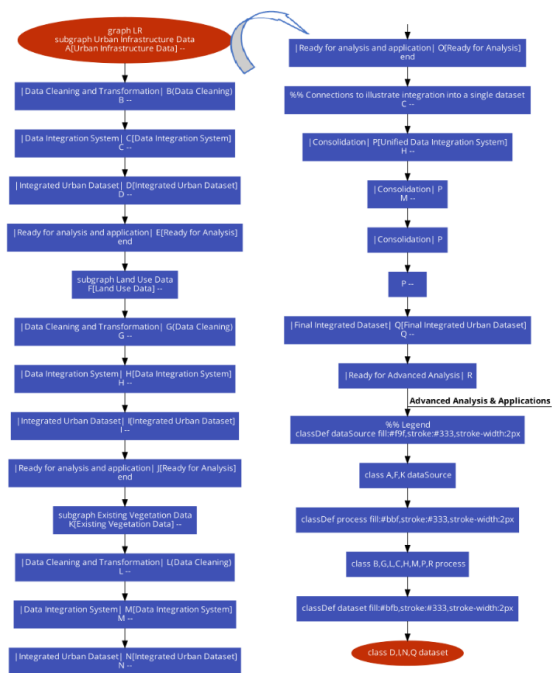 graph LR
subgraph Urban Infrastructure Data
A[Urban Infrastructure Data] --
|Data Cleaning and Transformation| B(Data Cleaning)
B --
|Data Integration System| C[Data Integration System]
C --
|Integrated Urban Dataset| D[Integrated Urban Dataset]
D --
|Ready for analysis and application| E[Ready for Analysis]
end
subgraph Land Use Data
F[Land Use Data] --
|Data Cleaning and Transformation| G(Data Cleaning)
G --
|Data Integration System| H[Data Integration System]
H --
|Integrated Urban Dataset| I[Integrated Urban Dataset]
I --
|Ready for analysis and application| J[Ready for Analysis]
end
subgraph Existing Vegetation Data
K[Existing Vegetation Data] --
|Data Cleaning and Transformation| L(Data Cleaning)
L --
|Data Integration System| M[Data Integration System]
M --
|Integrated Urban Dataset| N[Integrated Urban Dataset]
N --
|Ready for analysis and application| O[Ready for Analysis]
end
%% Connections to illustrate integration into a single dataset
C --
|Consolidation| P[Unified Data Integration System]
H --
|Consolidation| P
M --
|Consolidation| P
P --
|Final Integrated Dataset| Q[Final Integrated Urban Dataset]
Q --
|Ready for Advanced Analysis| R
Advanced Analysis & Applications
%% Legend
classDef dataSource fill:#f9f,stroke:#333,stroke-width:2px
class A,F,K dataSource
classDef process fill:#bbf,stroke:#333,stroke-width:2px
class B,G,L,C,H,M,P,R process
classDef dataset fill:#bfb,stroke:#333,stroke-width:2px
class D,I,N,Q dataset